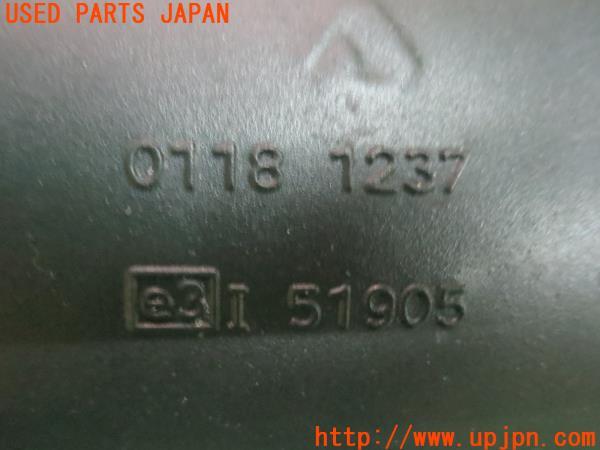 USED PARTS JAPAN
0118 1237
e3 I 51905
http://www.upjpn.com